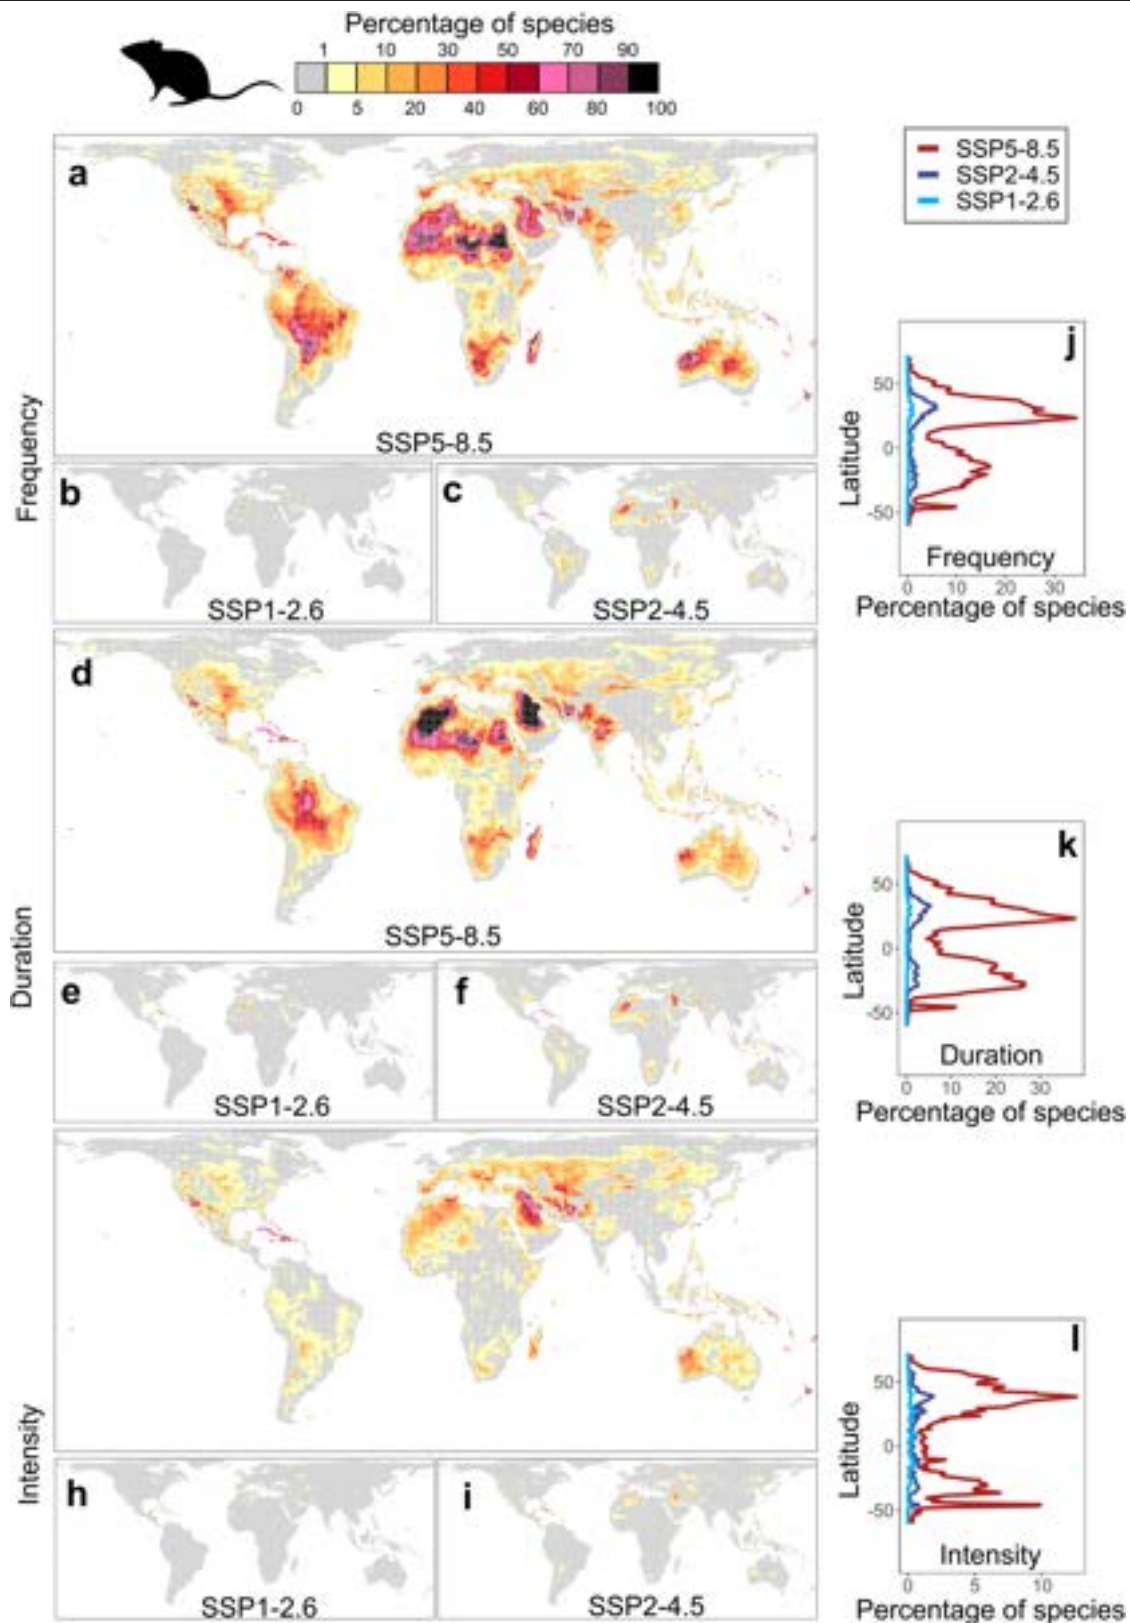 Percentage of species
1 10 30 50 70 90
0 5 20 40 60 80 100
a
SSP5-8.5
SSP5-8.5
SSP2-4.5
SSP1-2.6
Frequency
b
SSP1-2.6
c
SSP2-4.5
j
Latitude
50
0
-50
Frequency
0 10 20 30
Percentage of species
d
SSP5-8.5
Duration
e
SSP1-2.6
f
SSP2-4.5
k
Latitude
50
0
-50
Duration
0 10 20 30
Percentage of species
Intensity
h
SSP1-2.6
i
SSP2-4.5
l
Latitude
50
0
-50
Intensity
0 5 10
Percentage of species